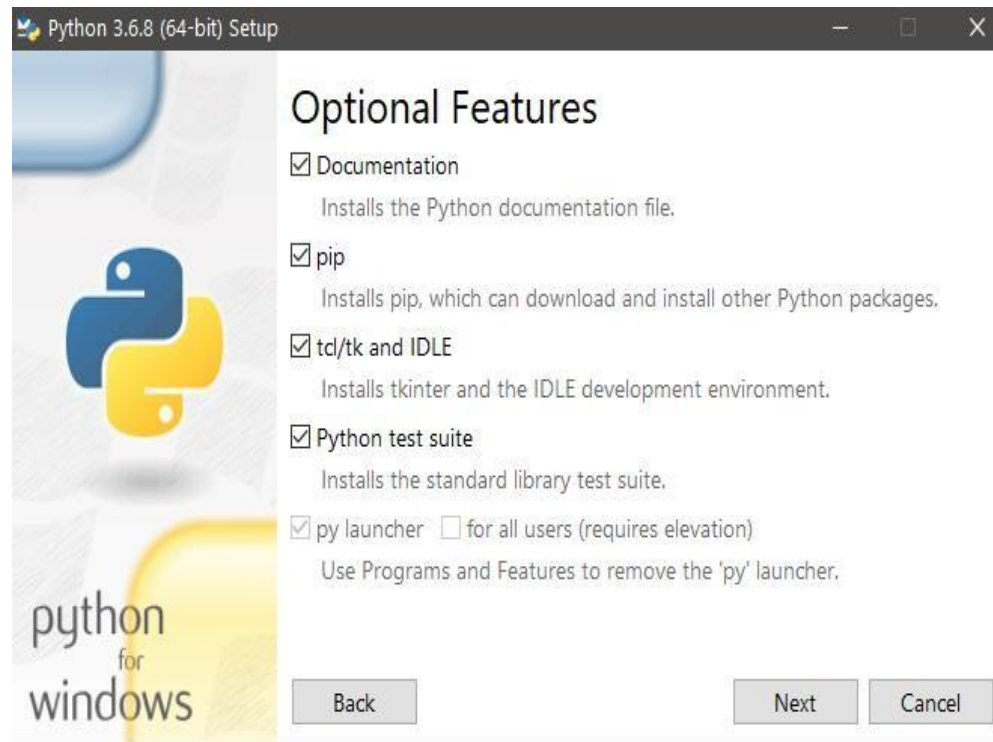 Python 3.6.8 (64-bit) Setup
Optional Features
Documentation
Installs the Python documentation file.
pip
Installs pip, which can download and install other Python packages.
tcl/tk and IDLE
Installs tkinter and the IDLE development environment.
Python test suite
Installs the standard library test suite.
py launcher for all users (requires elevation)
Use Programs and Features to remove the 'py' launcher.
python
for
windows
Back Next Cancel